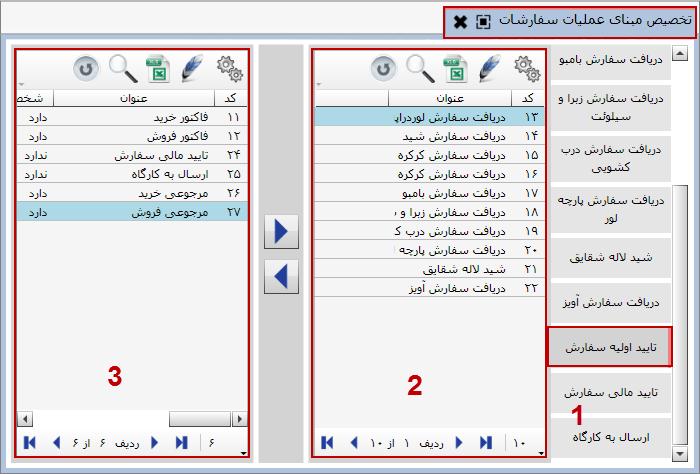 تخصیص مبنای عملیات سفارشات
دریافت سفارش بامبو
دریافت سفارش زبرا و
سیلوئت
دریافت سفارش درب
کشویی
دریافت سفارش پارچه
لور
شید لاله شقایق
دریافت سفارش آویز
تایید اولیه سفارش
تایید مالی سفارش
ارسال به کارگاه
1
کد عنوان
۱۳ دریافت سفارش لوردراپ
۱۴ دریافت سفارش شید
۱۵ دریافت سفارش کرکره
۱۶ دریافت سفارش کرکره
۱۷ دریافت سفارش بامبو
۱۸ دریافت سفارش زبرا و
۱۹ دریافت سفارش درب ک
۲۰ دریافت سفارش پارچه
۲۱ شید لاله شقایق
۲۲ دریافت سفارش آویز
2
۱۰ ردیف ۱ از ۱۰
کد عنوان شخص
۱۱ فاکتور خرید دارد
۱۲ فاکتور فروش دارد
۲۴ تایید مالی سفارش ندارد
۲۵ ارسال به کارگاه ندارد
۲۶ مرجوعی خرید دارد
۲۷ مرجوعی فروش دارد
3
۶ ردیف ۶ از ۶